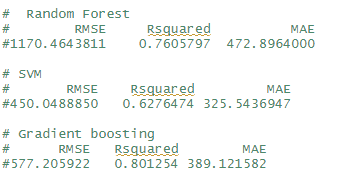 #  Random Forest
#        RMSE     Rsquared         MAE
#1170.4643811    0.7605797  472.8964000
# SVM
#        RMSE   Rsquared         MAE
#450.0488850   0.6276474 325.5436947
# Gradient boosting
#      RMSE   Rsquared        MAE
#577.205922   0.801254 389.121582